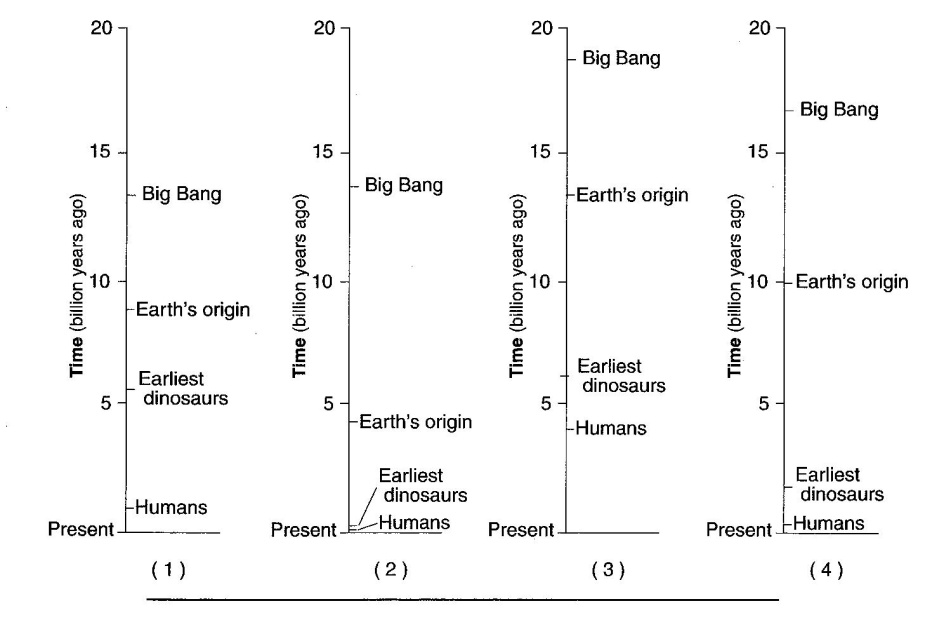 20
Big Bang
15
10
Earth's origin
Earliest
dinosaurs
5
Humans
Present
Time (billion years ago)
( 1 )
20
15
Big Bang
10
5
Earth's origin
Earliest
dinosaurs
Humans
Present
Time (billion years ago)
( 2 )
20
Big Bang
15
Earth's origin
10
Earliest
dinosaurs
5
Humans
Present
Time (billion years ago)
( 3 )
20
Big Bang
15
10
Earth's origin
5
Earliest
dinosaurs
Humans
Present
Time (billion years ago)
( 4 )